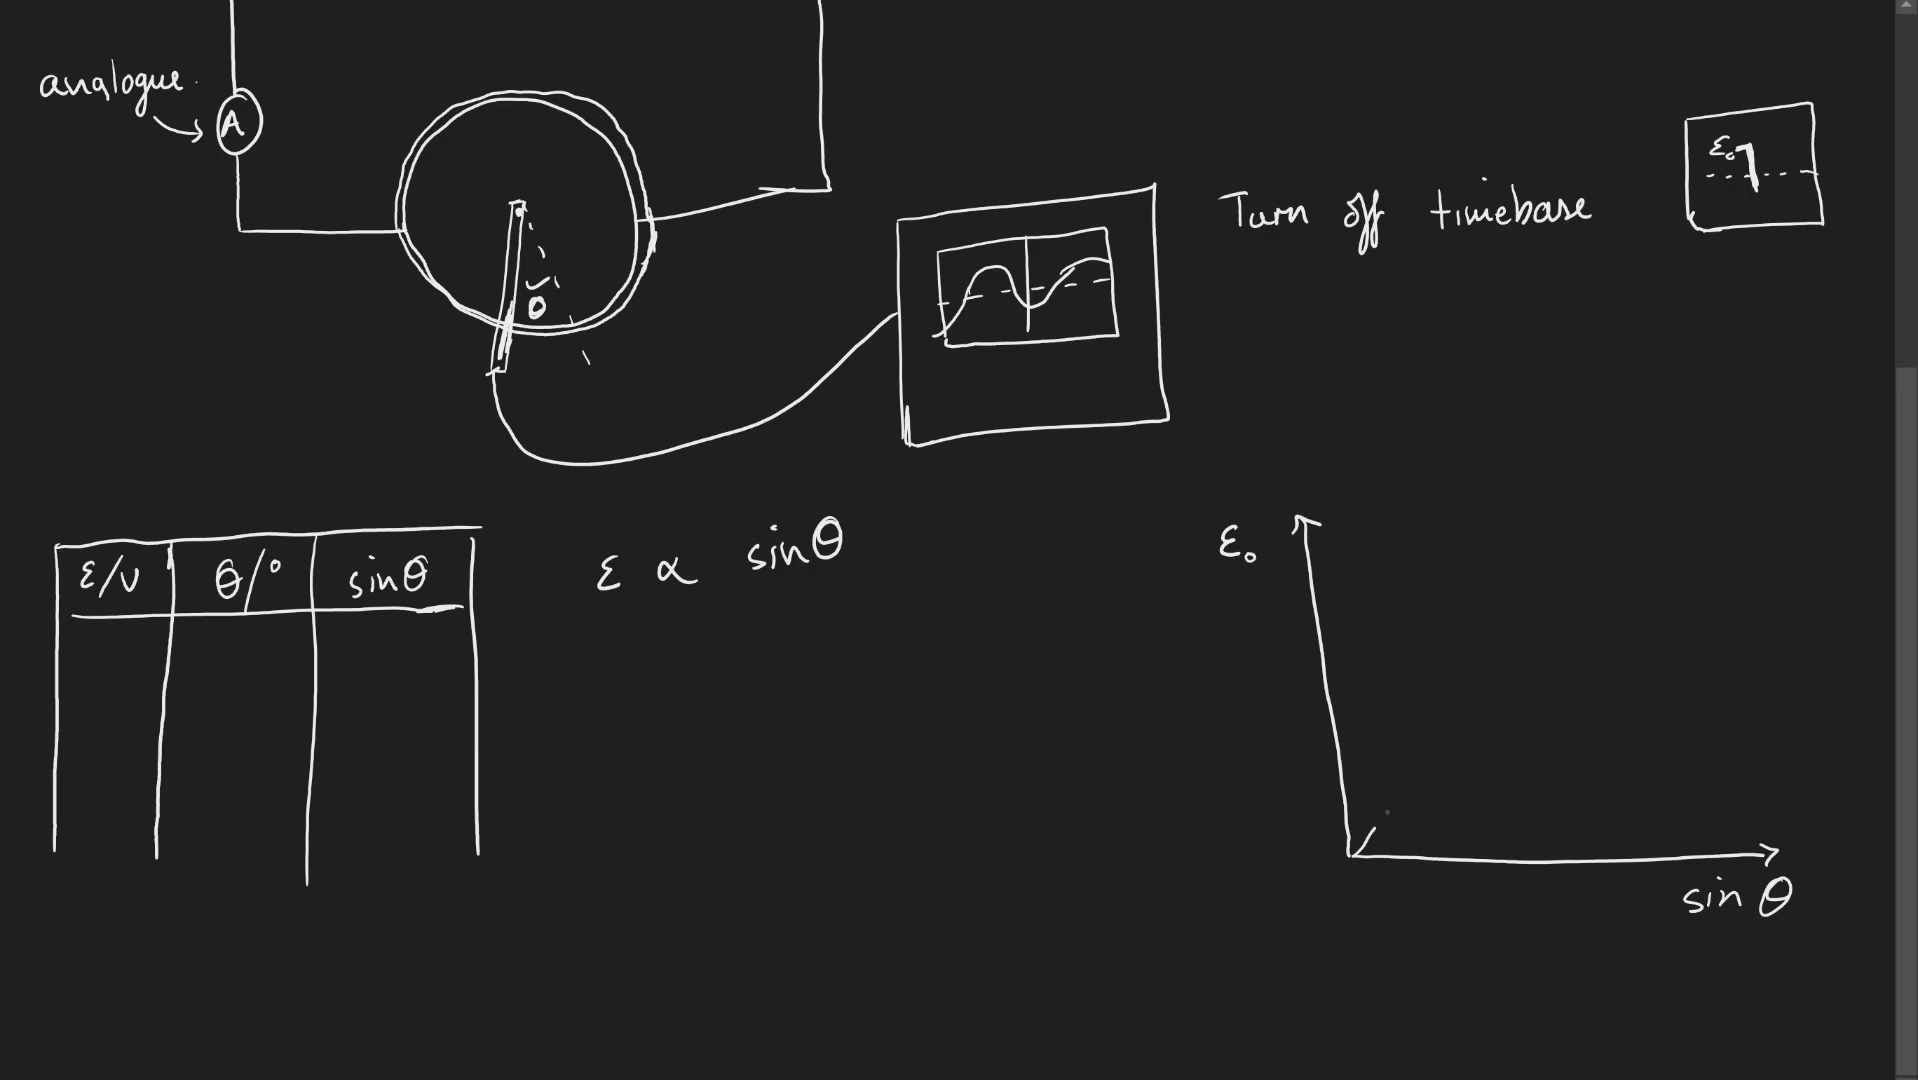 analogue
A
θ
Turn off timebase
ε₀
ε/V θ/° sinθ
ε ∝ sinθ
ε₀
sin θ